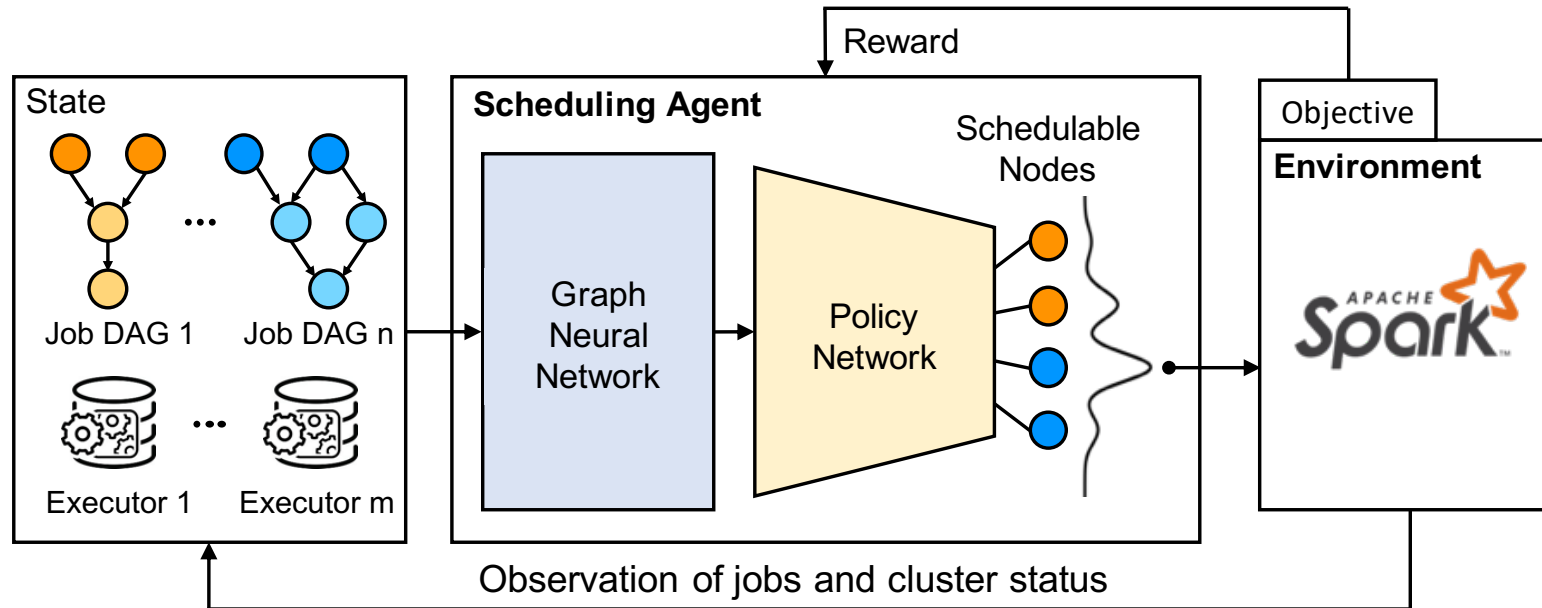 Reward
State
Scheduling Agent
Schedulable
Nodes
Objective
Environment
Graph
Neural
Network
Policy
Network
APACHE
Spark™
... 
Job DAG 1
Job DAG n
...
Executor 1
Executor m
Observation of jobs and cluster status